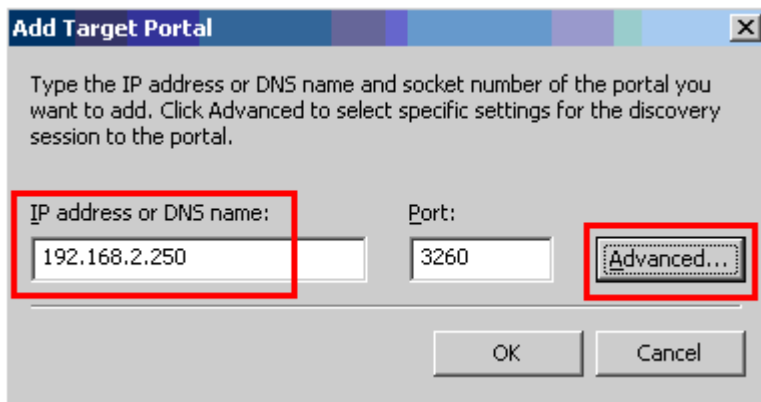 Add Target Portal
Type the IP address or DNS name and socket number of the portal you
want to add. Click Advanced to select specific settings for the discovery
session to the portal.
IP address or DNS name: Port:
192.168.2.250 3260 Advanced...
OK Cancel